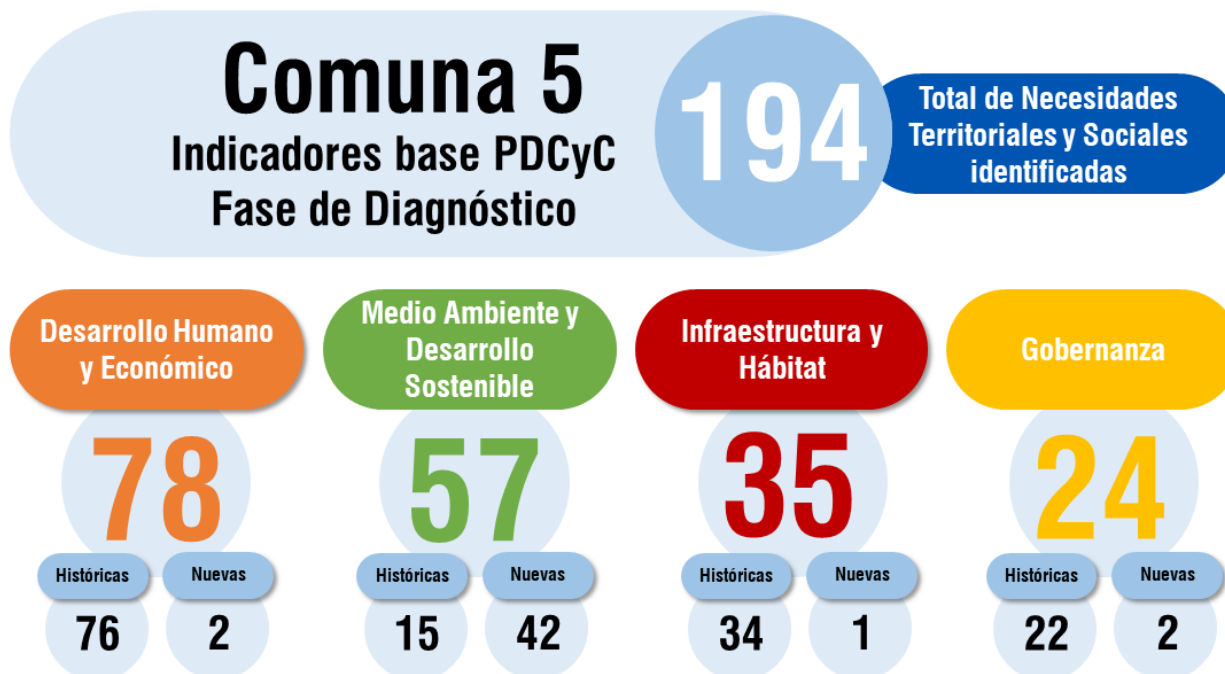 Comuna 5
Indicadores base PDCyC
Fase de Diagnóstico
194
Total de Necesidades
Territoriales y Sociales
identificadas
Desarrollo Humano
y Económico
78
Históricas
Nuevas
76
2
Medio Ambiente y
Desarrollo
Sostenible
57
Históricas
Nuevas
15
42
Infraestructura y
Hábitat
35
Históricas
Nuevas
34
1
Gobernanza
24
Históricas
Nuevas
22
2